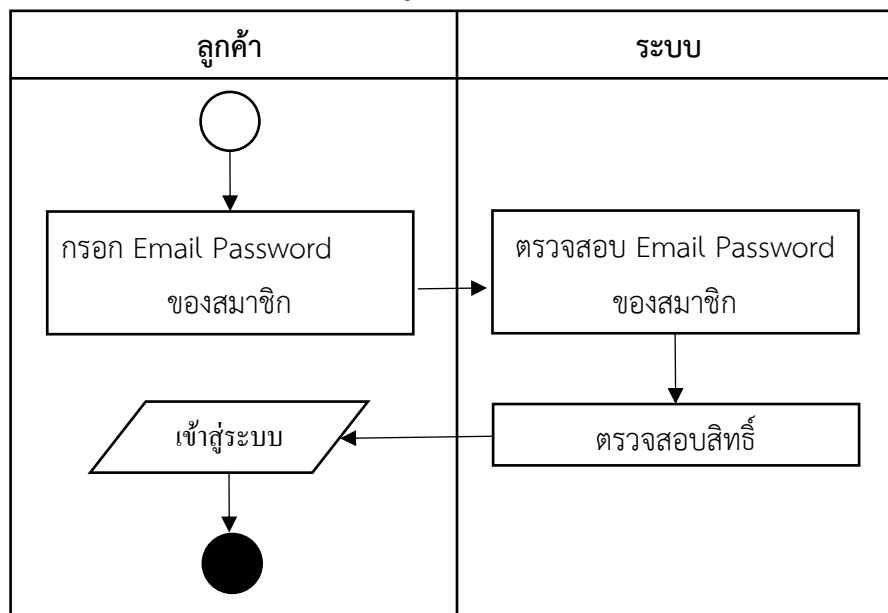 ลูกค้า
ระบบ
กรอก Email Password
ของสมาชิก
ตรวจสอบ Email Password
ของสมาชิก
เข้าสู่ระบบ
ตรวจสอบสิทธิ์